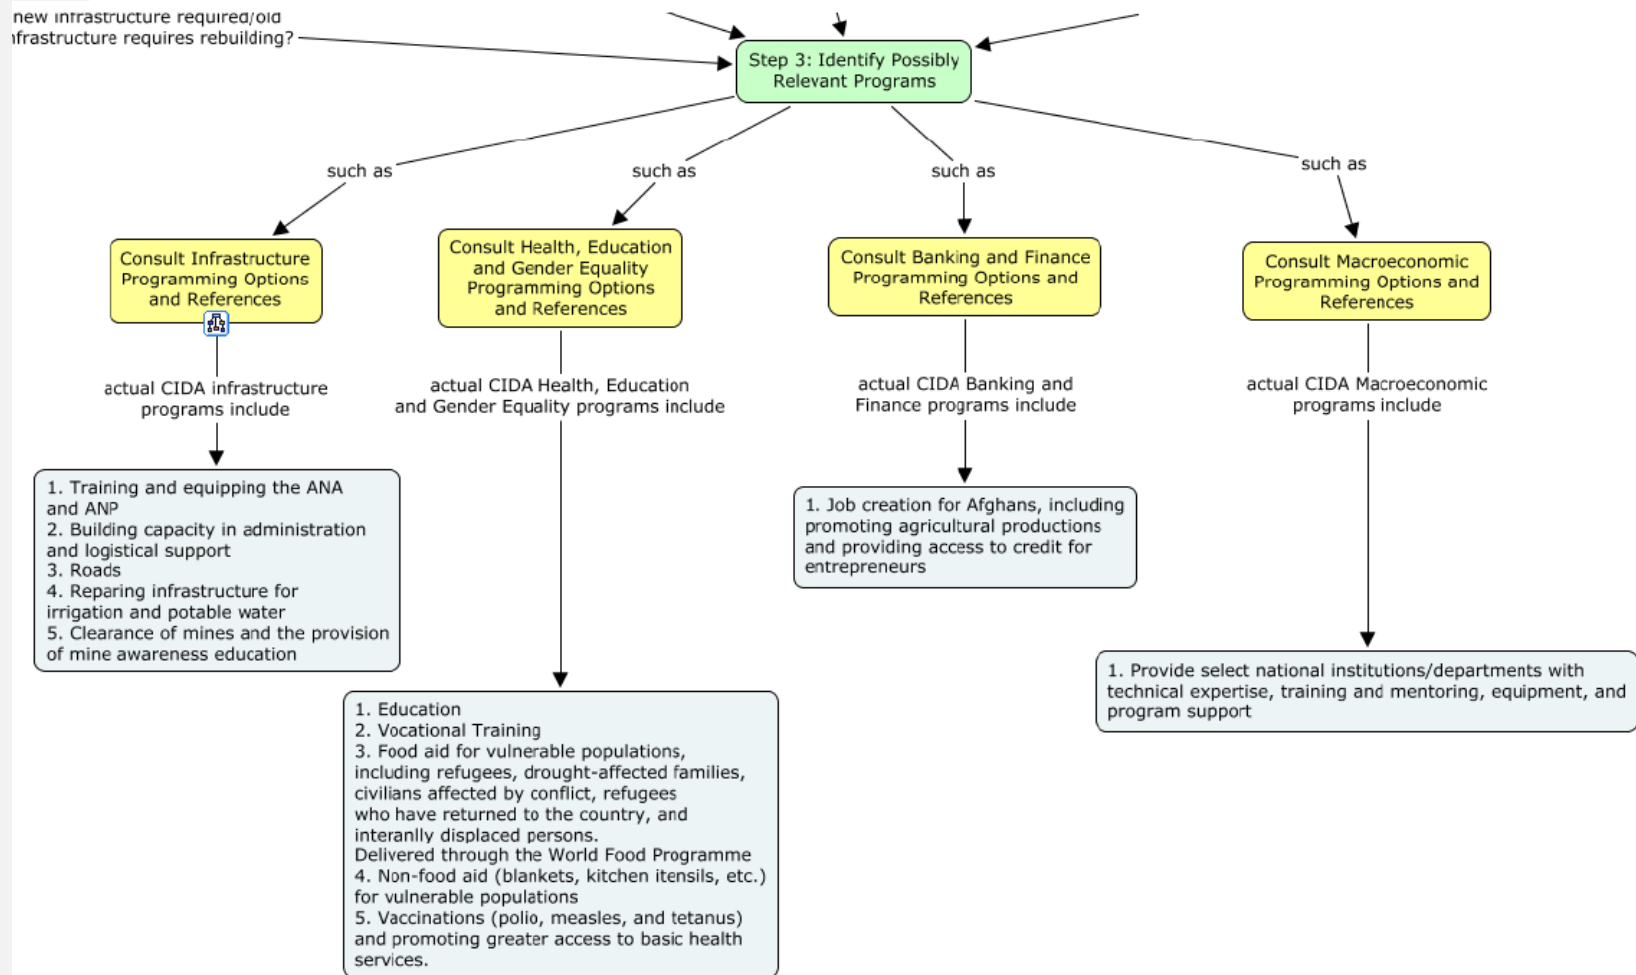 new infrastructure required/old
nfrastructure requires rebuilding?
Step 3: Identify Possibly
Relevant Programs
such as
such as
such as
such as
Consult Infrastructure
Programming Options
and References
Consult Health, Education
and Gender Equality
Programming Options
and References
Consult Banking and Finance
Programming Options and
References
Consult Macroeconomic
Programming Options and
References
actual CIDA infrastructure
programs include
actual CIDA Health, Education
and Gender Equality programs include
actual CIDA Banking and
Finance programs include
actual CIDA Macroeconomic
programs include
1. Training and equipping the ANA
and ANP
2. Building capacity in administration
and logistical support
3. Roads
4. Reparing infrastructure for
irrigation and potable water
5. Clearance of mines and the provision
of mine awareness education
1. Education
2. Vocational Training
3. Food aid for vulnerable populations,
including refugees, drought-affected families,
civilians affected by conflict, refugees
who have returned to the country, and
interanlly displaced persons.
Delivered through the World Food Programme
4. Non-food aid (blankets, kitchen itensils, etc.)
for vulnerable populations
5. Vaccinations (polio, measles, and tetanus)
and promoting greater access to basic health
services.
1. Job creation for Afghans, including
promoting agricultural productions
and providing access to credit for
entrepreneurs
1. Provide select national institutions/departments with
technical expertise, training and mentoring, equipment, and
program support